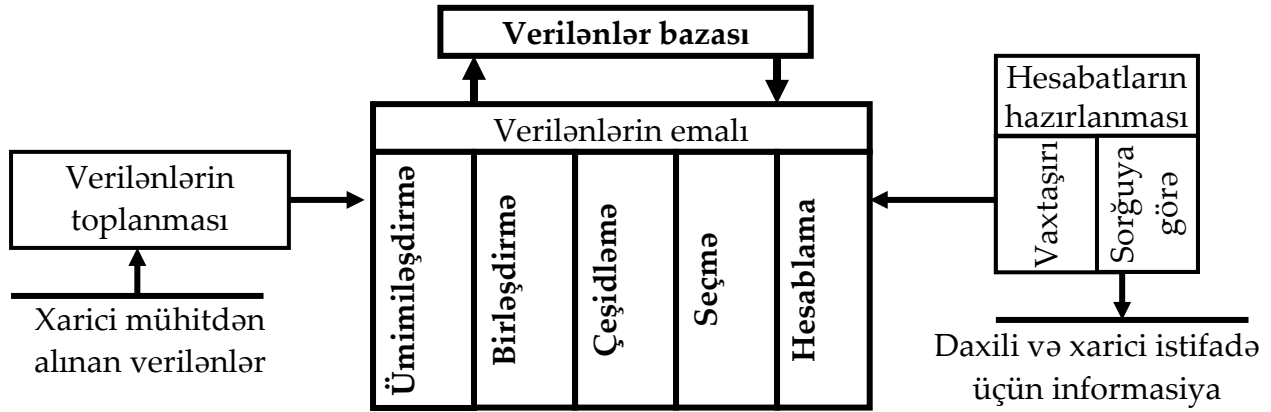 Verilənlər bazası
Verilənlərin emalı
Ümimiləşdirmə
Birləşdirmə
Çeşidləmə
Seçmə
Hesablama
Verilənlərin
toplanması
Xarici mühitdən
alınan verilənlər
Hesabatların
hazırlanması
Vaxtaşırı
Sorğuya
görə
Daxili və xarici istifadə
üçün informasiya